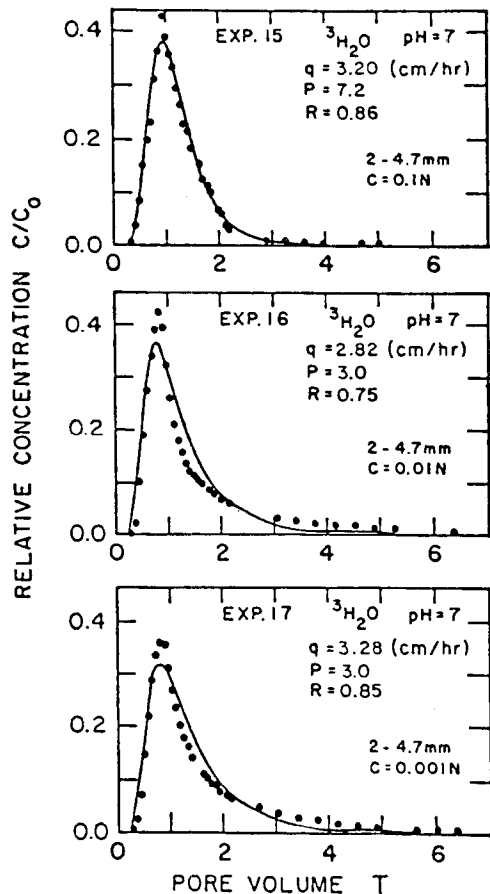 RELATIVE CONCENTRATION C/C₀
EXP. 15 ³H₂O pH=7
q = 3.20 (cm/hr)
P = 7.2
R = 0.86
2 - 4.7mm
C = 0.1N
0.4
0.2
0.0
0 2 4 6
EXP. 16 ³H₂O pH=7
q = 2.82 (cm/hr)
P = 3.0
R = 0.75
2 - 4.7mm
C = 0.01N
0.4
0.2
0.0
0 2 4 6
EXP. 17 ³H₂O pH=7
q = 3.28 (cm/hr)
P = 3.0
R = 0.85
2 - 4.7mm
C = 0.001N
0.4
0.2
0.0
0 2 4 6
PORE VOLUME T